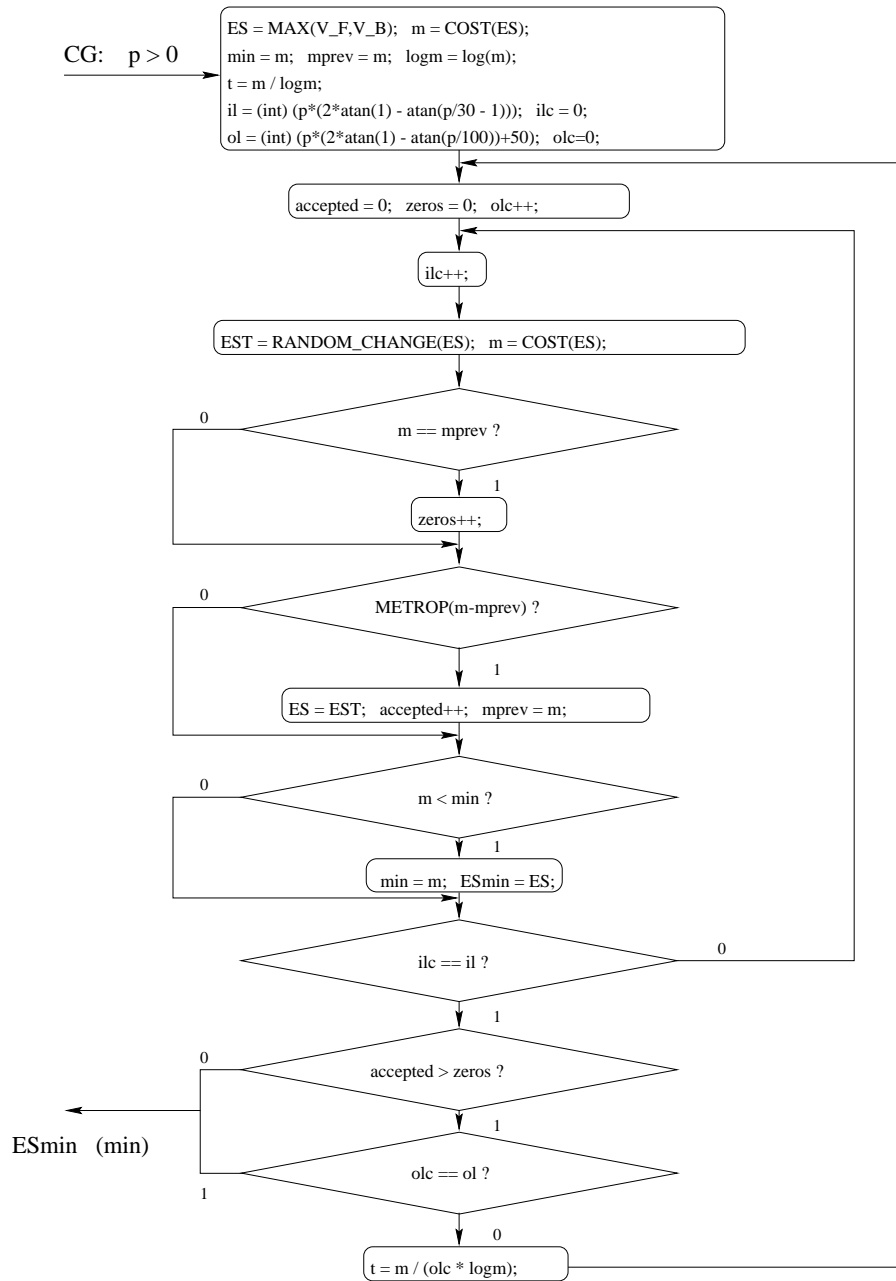 CG: p > 0
ES = MAX(V_F,V_B); m = COST(ES);
min = m; mprev = m; logm = log(m);
t = m / logm;
il = (int) (p*(2*atan(1) - atan(p/30 - 1))); ilc = 0;
ol = (int) (p*(2*atan(1) - atan(p/100))+50); olc=0;
accepted = 0; zeros = 0; olc++;
ilc++;
EST = RANDOM_CHANGE(ES); m = COST(ES);
0
m == mprev ?
1
zeros++;
0
METROP(m-mprev) ?
1
ES = EST; accepted++; mprev = m;
0
m < min ?
1
min = m; ESmin = ES;
ilc == il ?
0
1
0
accepted > zeros ?
1
ESmin (min)
olc == ol ?
1
0
t = m / (olc * logm);